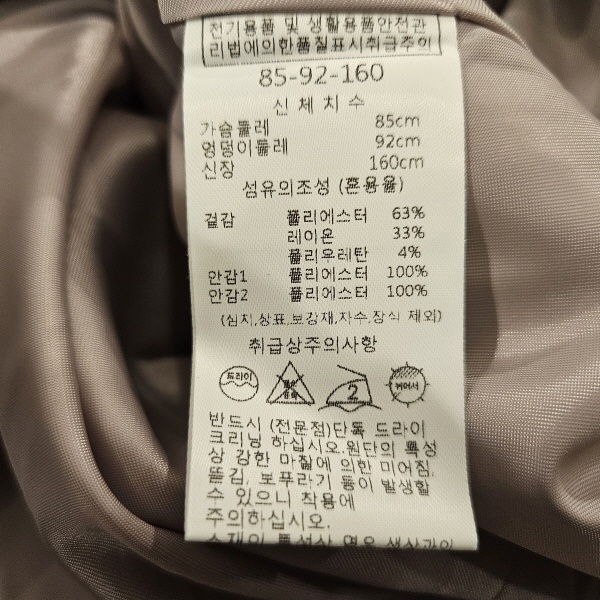 전기용품 및 생활용품안전관
리법에의한품질표시취급주의
85-92-160
신 체 치 수
가슴둘레 85cm
엉덩이둘레 92cm
신장 160cm
섬유의조성 (혼용율)
겉감 폴리에스터 63%
레이온 33%
폴리우레탄 4%
안감1 폴리에스터 100%
안감2 폴리에스터 100%
(심지,상표,보강재,자수,장식 제외)
취급상주의사항
드라이 2 뉘어서
반드시 (전문점)단독 드라이
크리닝 하십시오.원단의 특성
상 강한 마찰에 의한 미어짐,
뜯김, 보푸라기 등이 발생할
수 있으니 착용에
주의하십시오.
소재의 특성상